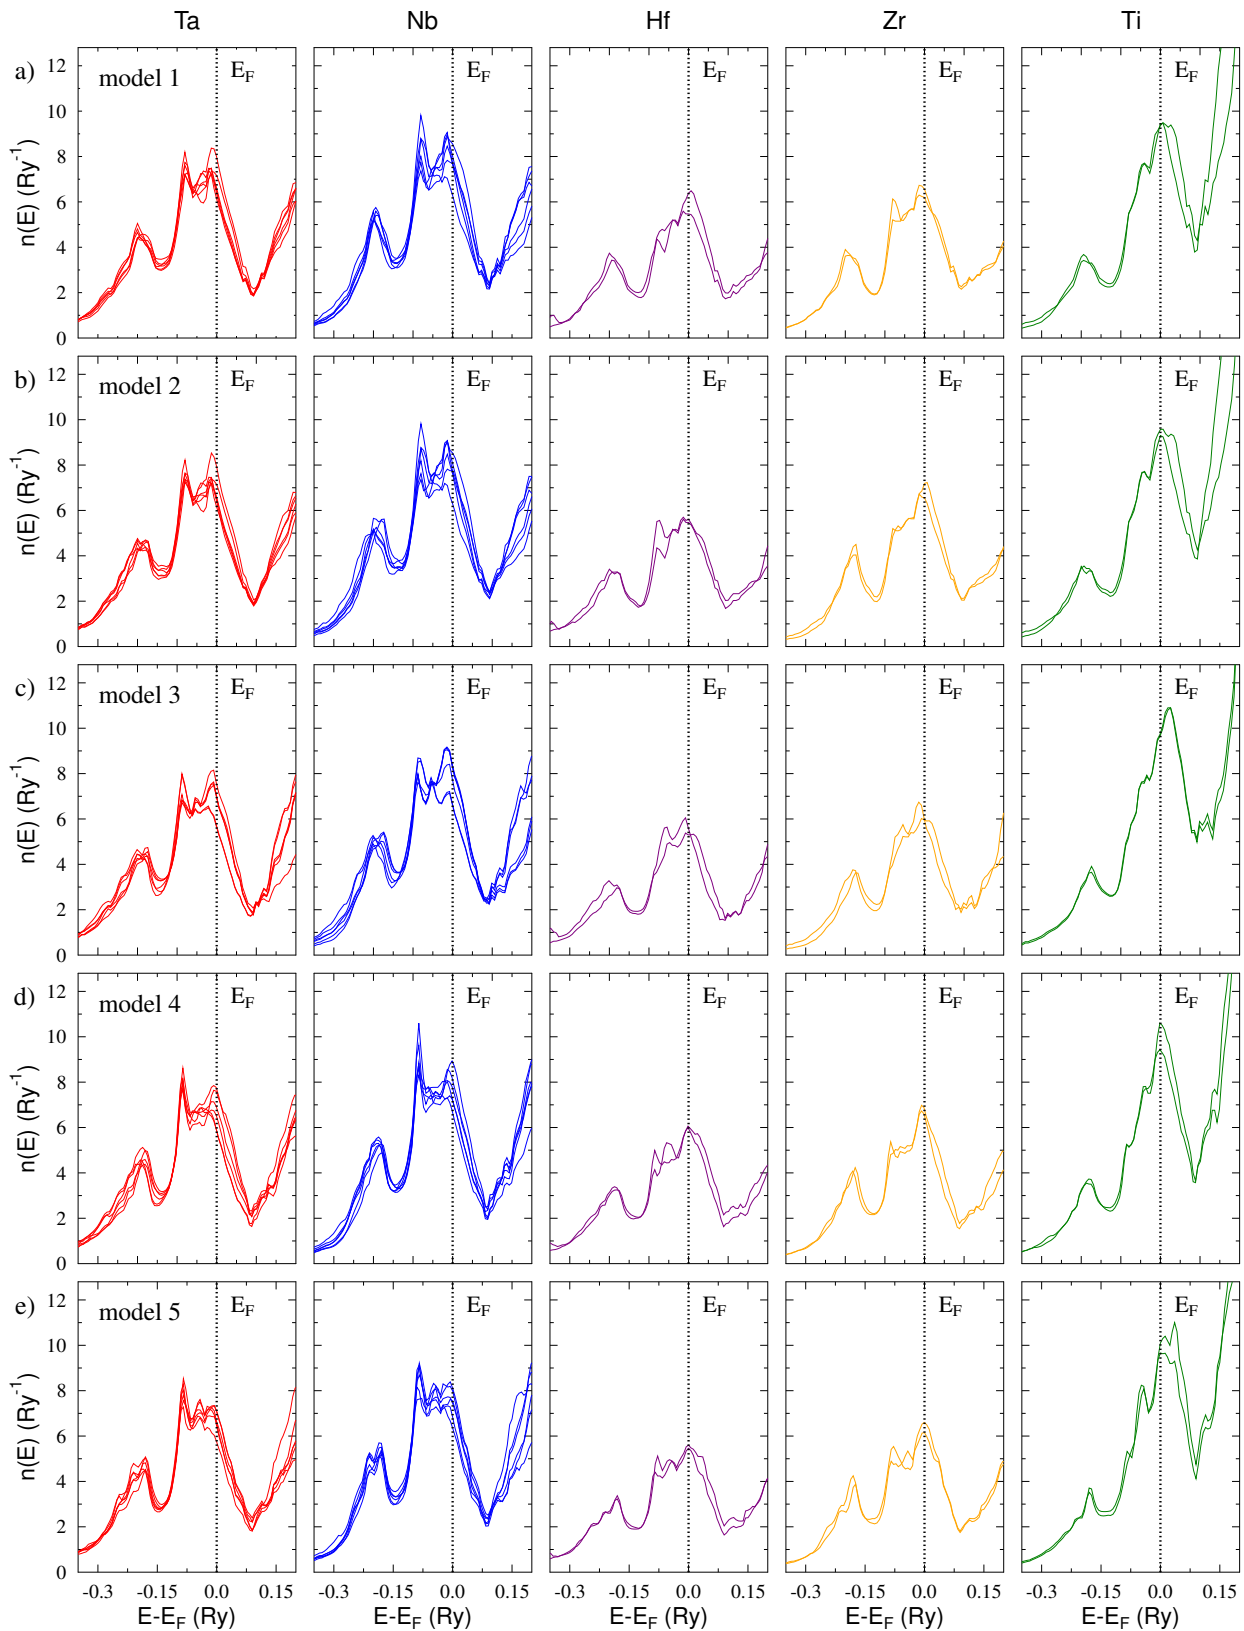 Ta Nb Hf Zr Ti
a) model 1 E_F E_F E_F E_F E_F
n(E) (Ry⁻¹)
12
10
8
6
4
2
0
b) model 2 E_F E_F E_F E_F E_F
n(E) (Ry⁻¹)
12
10
8
6
4
2
0
c) model 3 E_F E_F E_F E_F E_F
n(E) (Ry⁻¹)
12
10
8
6
4
2
0
d) model 4 E_F E_F E_F E_F E_F
n(E) (Ry⁻¹)
12
10
8
6
4
2
0
e) model 5 E_F E_F E_F E_F E_F
n(E) (Ry⁻¹)
12
10
8
6
4
2
0
-0.3 -0.15 0.0 0.15 -0.3 -0.15 0.0 0.15 -0.3 -0.15 0.0 0.15 -0.3 -0.15 0.0 0.15 -0.3 -0.15 0.0 0.15
E-E_F (Ry) E-E_F (Ry) E-E_F (Ry) E-E_F (Ry) E-E_F (Ry)